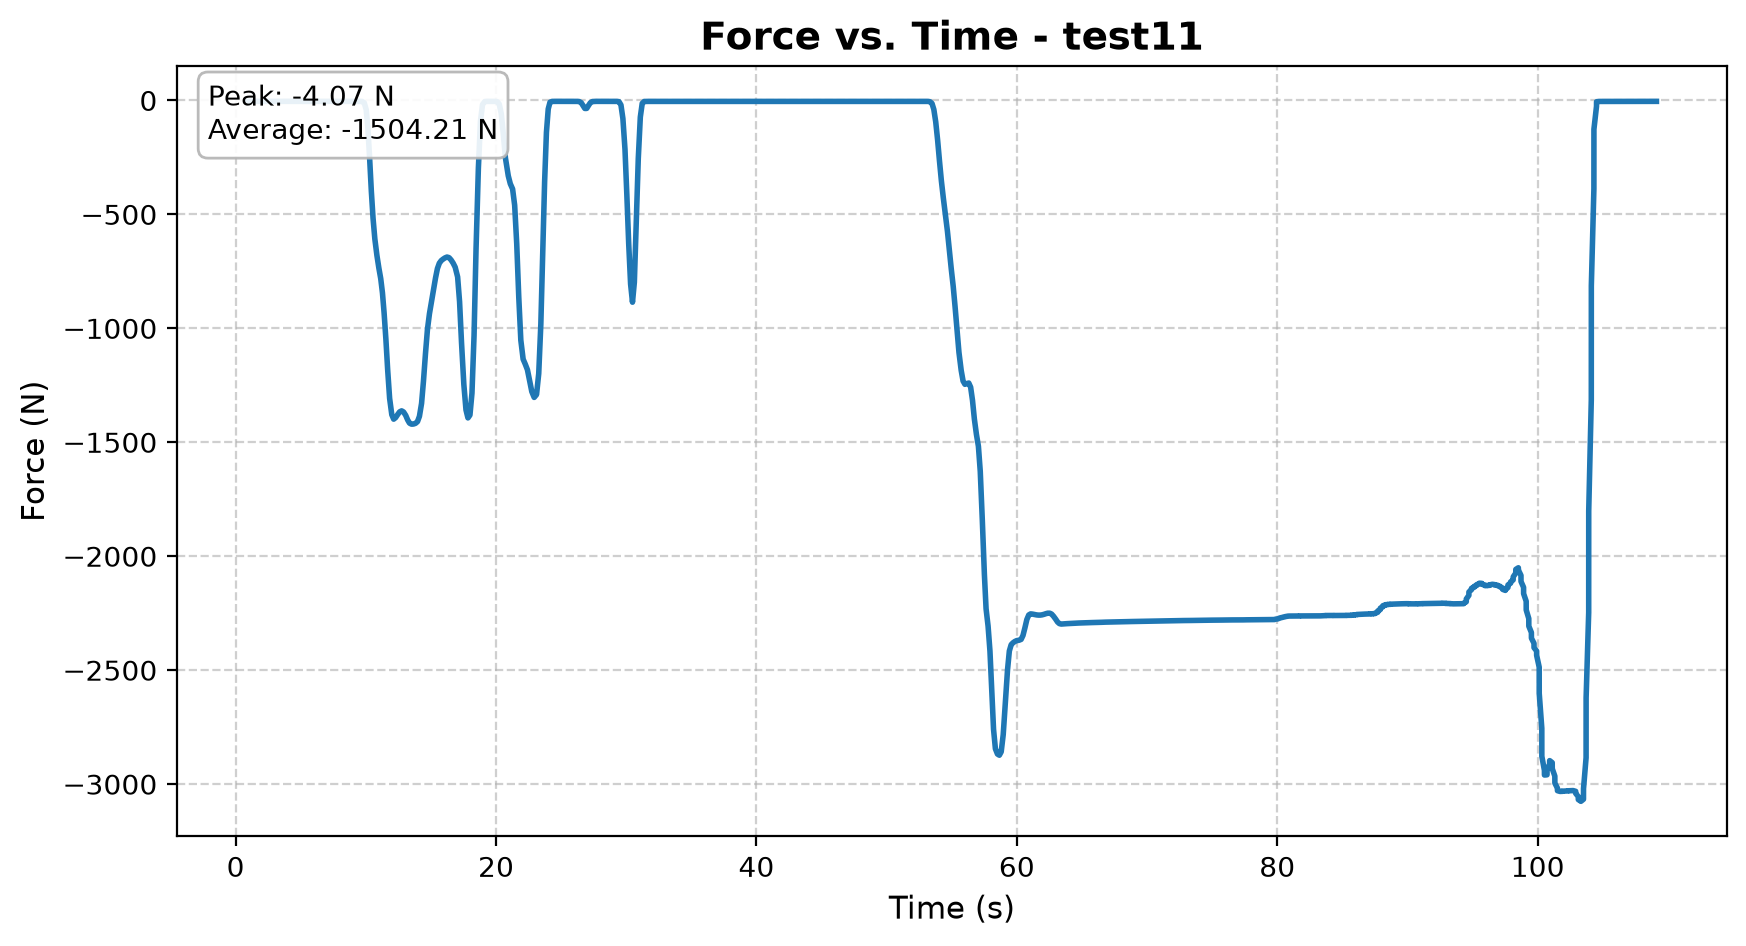 Force vs. Time - test11
Peak: -4.07 N
Average: -1504.21 N
0
−500
−1000
−1500
−2000
−2500
−3000
Force (N)
0 20 40 60 80 100
Time (s)